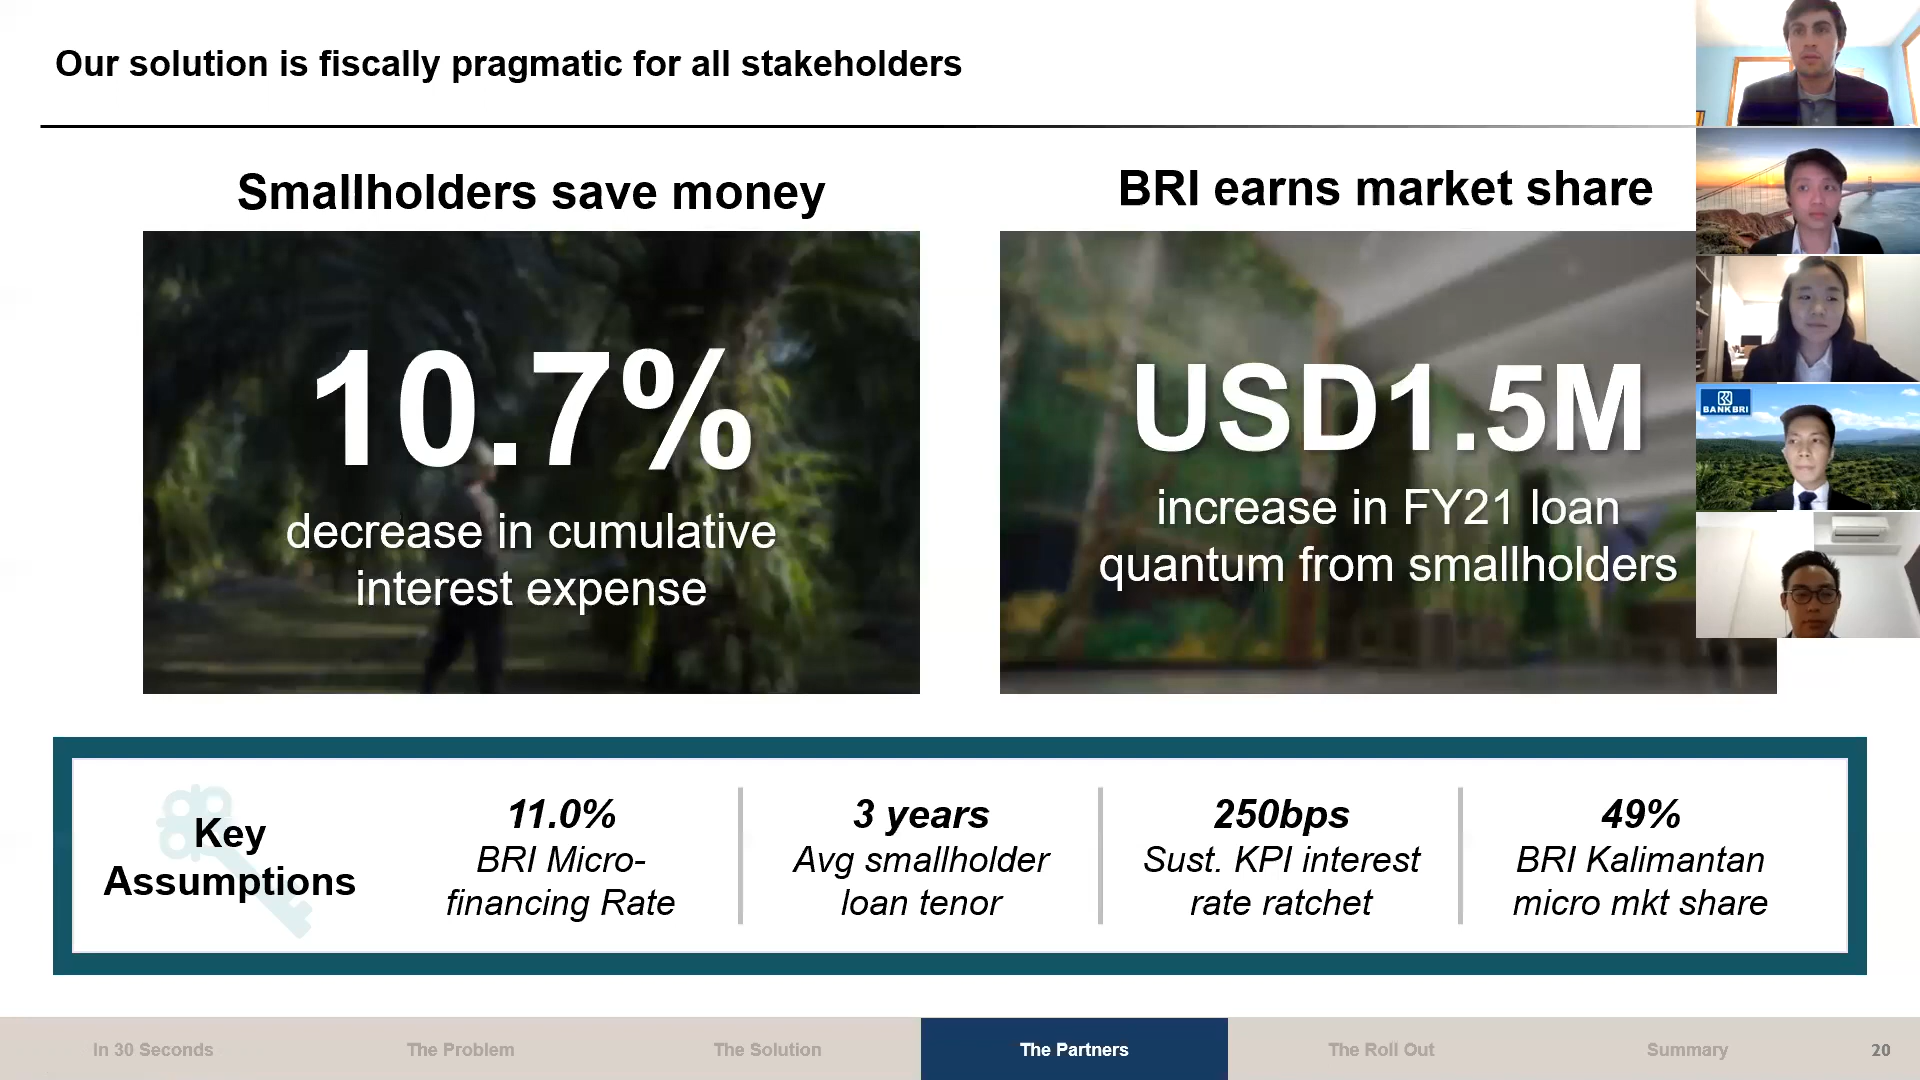 Our solution is fiscally pragmatic for all stakeholders
Smallholders save money
10.7%
decrease in cumulative
interest expense
BRI earns market share
USD1.5M
increase in FY21 loan
quantum from smallholders
BANK BRI
Key
Assumptions
11.0%
BRI Micro-
financing Rate
3 years
Avg smallholder
loan tenor
250bps
Sust. KPI interest
rate ratchet
49%
BRI Kalimantan
micro mkt share
In 30 Seconds
The Problem
The Solution
The Partners
The Roll Out
Summary
20